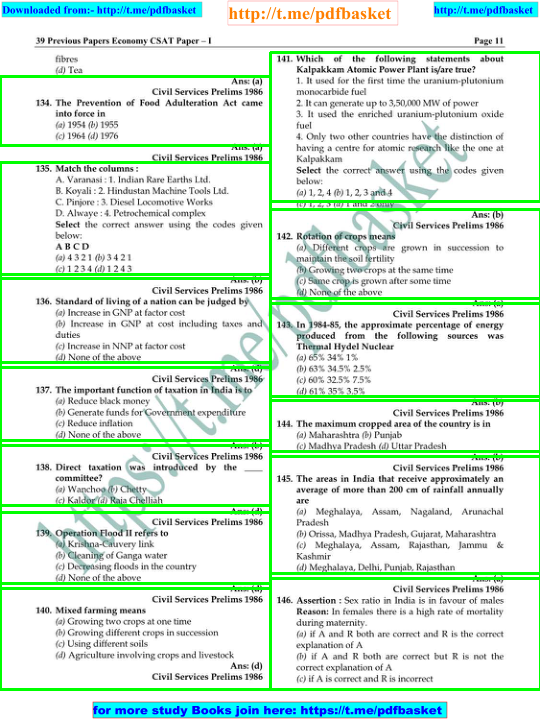 Downloaded from:- http://t.me/pdfbasket
http://t.me/pdfbasket
http://t.me/pdfbasket
39 Previous Papers Economy CSAT Paper – I
Page 11
fibres
(d) Tea
Ans: (a)
Civil Services Prelims 1986
134. The Prevention of Food Adulteration Act came
into force in
(a) 1954 (b) 1955
(c) 1964 (d) 1976
Ans: (a)
Civil Services Prelims 1986
135. Match the columns :
A. Varanasi : 1. Indian Rare Earths Ltd.
B. Koyali : 2. Hindustan Machine Tools Ltd.
C. Pinjore : 3. Diesel Locomotive Works
D. Alwaye : 4. Petrochemical complex
Select the correct answer using the codes given
below:
A B C D
(a) 4 3 2 1 (b) 3 4 2 1
(c) 1 2 3 4 (d) 1 2 4 3
Ans: (b)
Civil Services Prelims 1986
136. Standard of living of a nation can be judged by
(a) Increase in GNP at factor cost
(b) Increase in GNP at cost including taxes and
duties
(c) Increase in NNP at factor cost
(d) None of the above
Ans: (d)
Civil Services Prelims 1986
137. The important function of taxation in India is to
(a) Reduce black money
(b) Generate funds for Government expenditure
(c) Reduce inflation
(d) None of the above
Ans: (b)
Civil Services Prelims 1986
138. Direct taxation was introduced by the ____
committee?
(a) Wanchoo (b) Chetty
(c) Kaldor (d) Raja Chelliah
Ans: (d)
Civil Services Prelims 1986
139. Operation Flood II refers to
(a) Krishna-Cauvery link
(b) Cleaning of Ganga water
(c) Decreasing floods in the country
(d) None of the above
Ans: (d)
Civil Services Prelims 1986
140. Mixed farming means
(a) Growing two crops at one time
(b) Growing different crops in succession
(c) Using different soils
(d) Agriculture involving crops and livestock
Ans: (d)
Civil Services Prelims 1986
141. Which of the following statements about
Kalpakkam Atomic Power Plant is/are true?
1. It used for the first time the uranium-plutonium
monocarbide fuel
2. It can generate up to 3,50,000 MW of power
3. It used the enriched uranium-plutonium oxide
fuel
4. Only two other countries have the distinction of
having a centre for atomic research like the one at
Kalpakkam
Select the correct answer using the codes given
below:
(a) 1, 2, 4 (b) 1, 2, 3 and 4
(c) 1, 2, 3 (d) 1 and 2 only
Ans: (b)
Civil Services Prelims 1986
142. Rotation of crops means
(a) Different crops are grown in succession to
maintain the soil fertility
(b) Growing two crops at the same time
(c) Same crop is grown after some time
(d) None of the above
Ans: (a)
Civil Services Prelims 1986
143. In 1984-85, the approximate percentage of energy
produced from the following sources was
Thermal Hydel Nuclear
(a) 65% 34% 1%
(b) 63% 34.5% 2.5%
(c) 60% 32.5% 7.5%
(d) 61% 35% 3.5%
Ans: (b)
Civil Services Prelims 1986
144. The maximum cropped area of the country is in
(a) Maharashtra (b) Punjab
(c) Madhya Pradesh (d) Uttar Pradesh
Ans: (b)
Civil Services Prelims 1986
145. The areas in India that receive approximately an
average of more than 200 cm of rainfall annually
are
(a) Meghalaya, Assam, Nagaland, Arunachal
Pradesh
(b) Orissa, Madhya Pradesh, Gujarat, Maharashtra
(c) Meghalaya, Assam, Rajasthan, Jammu &
Kashmir
(d) Meghalaya, Delhi, Punjab, Rajasthan
Ans: (a)
Civil Services Prelims 1986
146. Assertion : Sex ratio in India is in favour of males
Reason: In females there is a high rate of mortality
during maternity.
(a) if A and R both are correct and R is the correct
explanation of A
(b) if A and R both are correct but R is not the
correct explanation of A
(c) if A is correct and R is incorrect
https://t.me/pdfbasket
for more study Books join here: https://t.me/pdfbasket